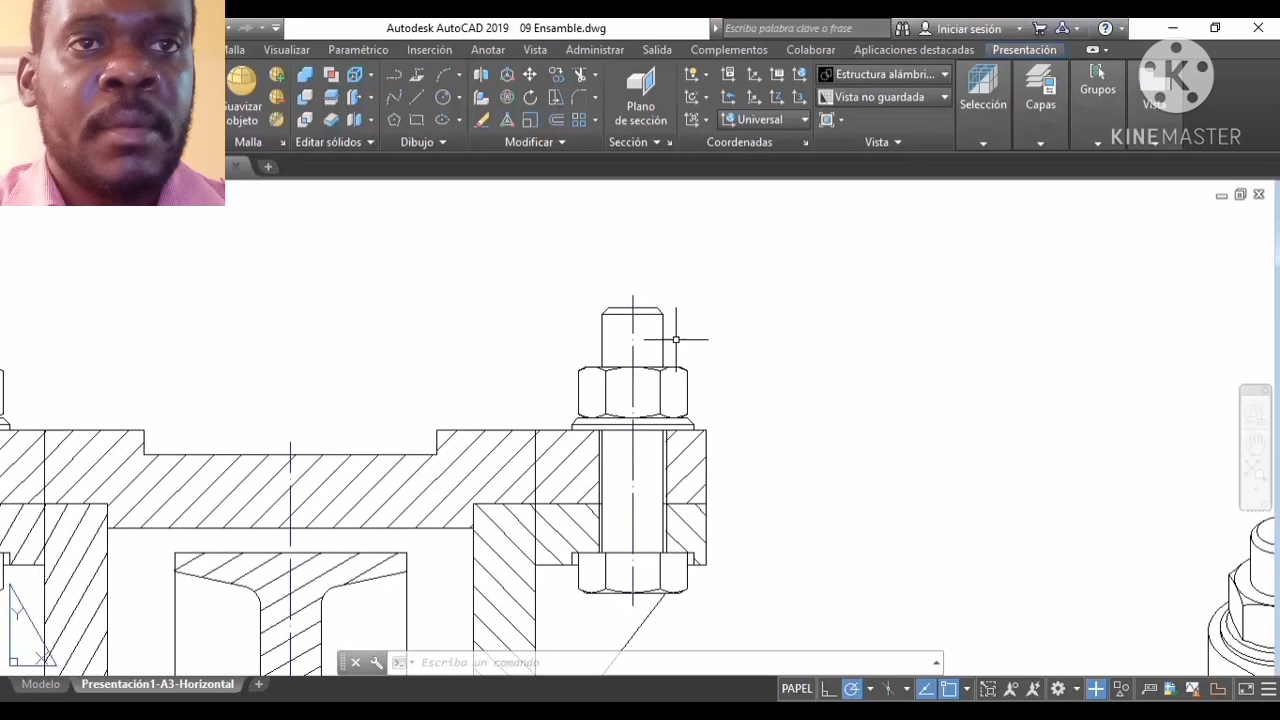 Autodesk AutoCAD 2019 09 Ensamble.dwg
Escriba palabra clave o frase
Iniciar sesión
Malla Visualizar Paramétrico Inserción Anotar Vista Administrar Salida Complementos Colaborar Aplicaciones destacadas Presentación
Suavizar
objeto
Plano
de sección
Estructura alámbri...
Vista no guardada
Universal
Selección
Capas
Grupos
Vista
K
KINEMASTER
Malla Editar sólidos Dibujo Modificar Sección Coordenadas Vista
Y
X
Escriba un comando
Modelo Presentación1-A3-Horizontal
PAPEL